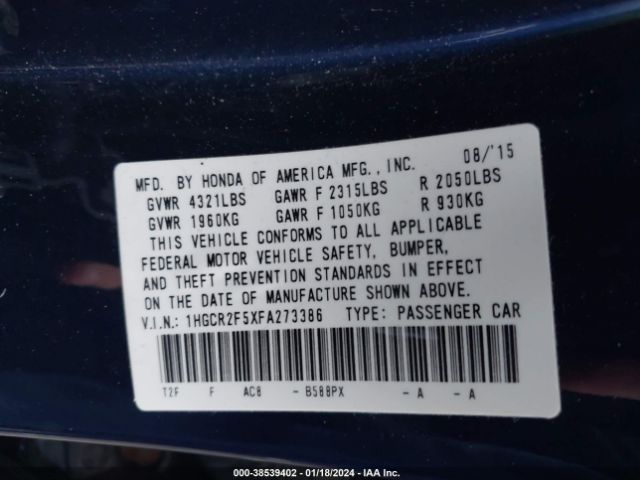 MFD. BY HONDA OF AMERICA MFG., INC. 08/'15
GVWR 4321LBS GAWR F 2315LBS R 2050LBS
GVWR 1960KG GAWR F 1050KG R 930KG
THIS VEHICLE CONFORMS TO ALL APPLICABLE
FEDERAL MOTOR VEHICLE SAFETY, BUMPER,
AND THEFT PREVENTION STANDARDS IN EFFECT
ON THE DATE OF MANUFACTURE SHOWN ABOVE.
V.I.N.: 1HGCR2F5XFA273386 TYPE: PASSENGER CAR
T2F F AC8 - B588PX - A - A
000-38539402 - 01/18/2024 - IAA Inc.